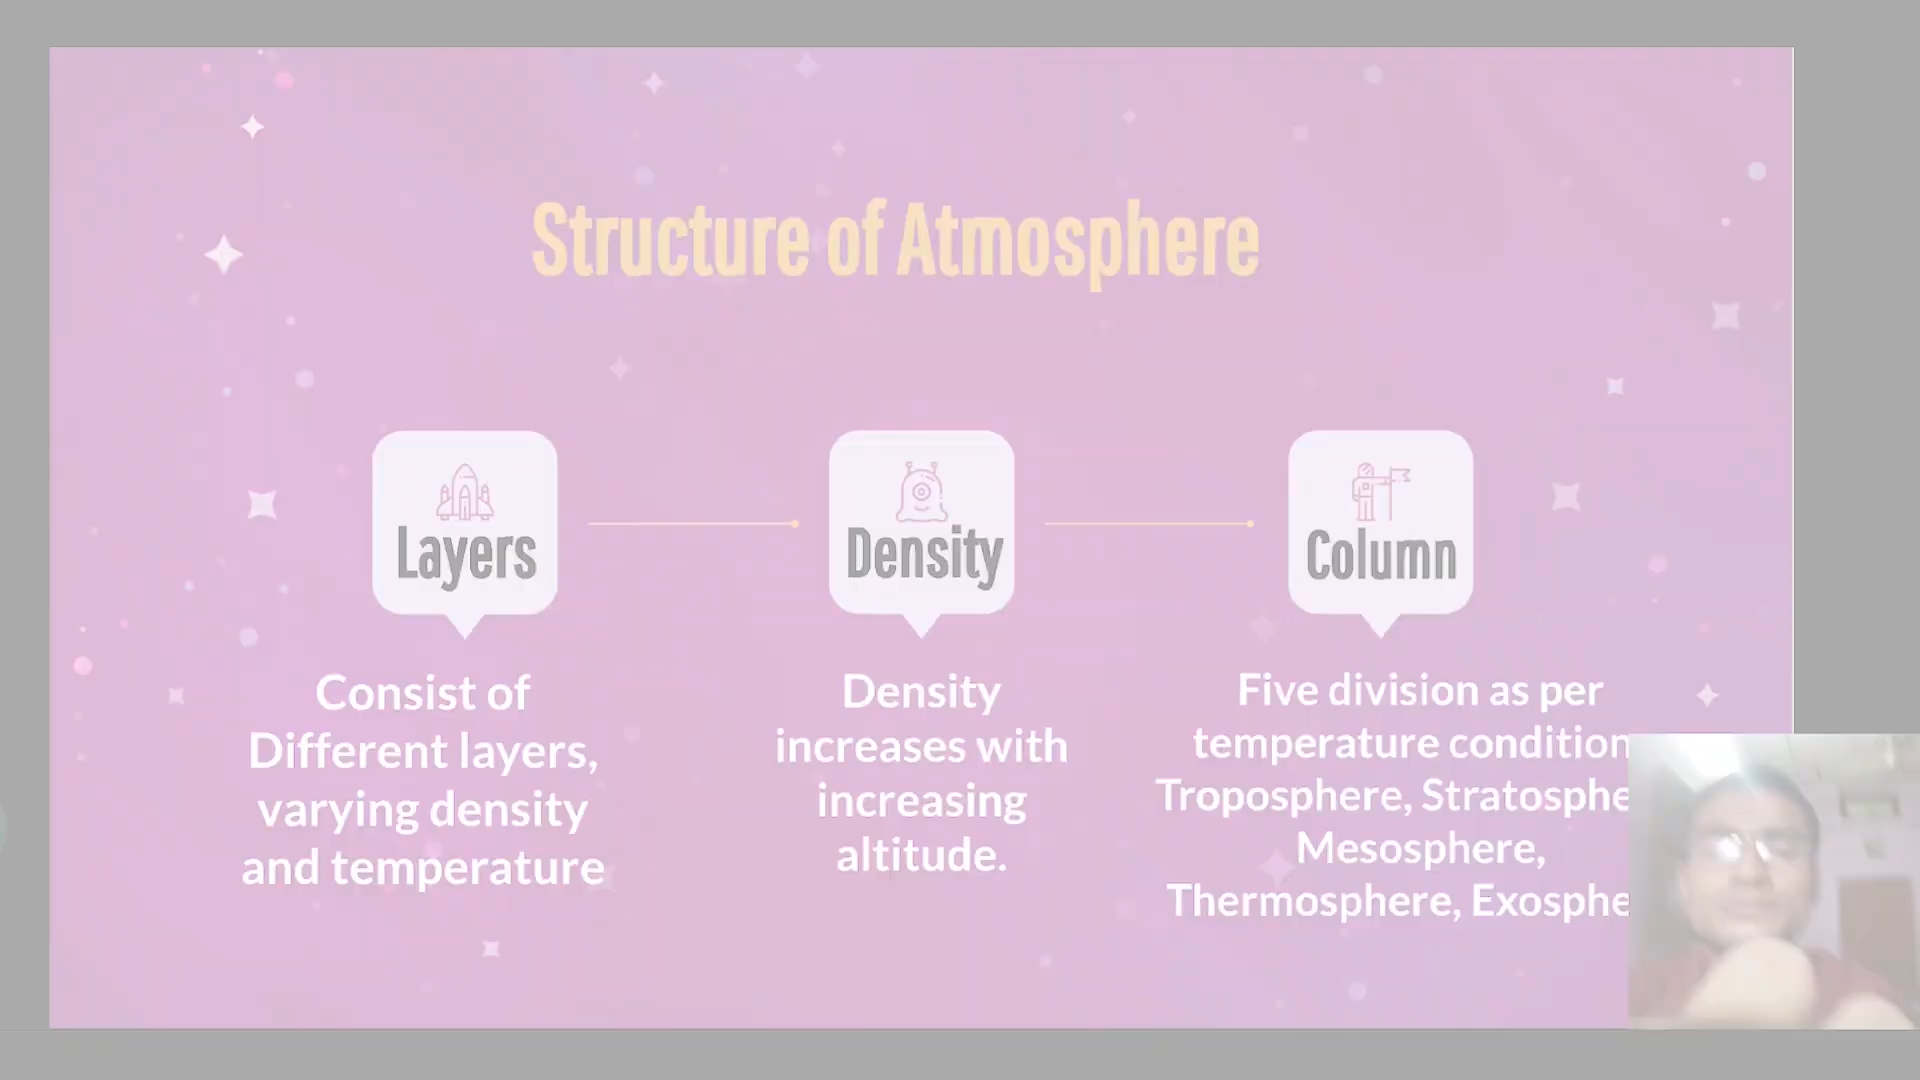 Structure of Atmosphere
Layers
Consist of
Different layers,
varying density
and temperature
Density
Density
increases with
increasing
altitude.
Column
Five division as per
temperature condition
Troposphere, Stratosphe
Mesosphere,
Thermosphere, Exosphe